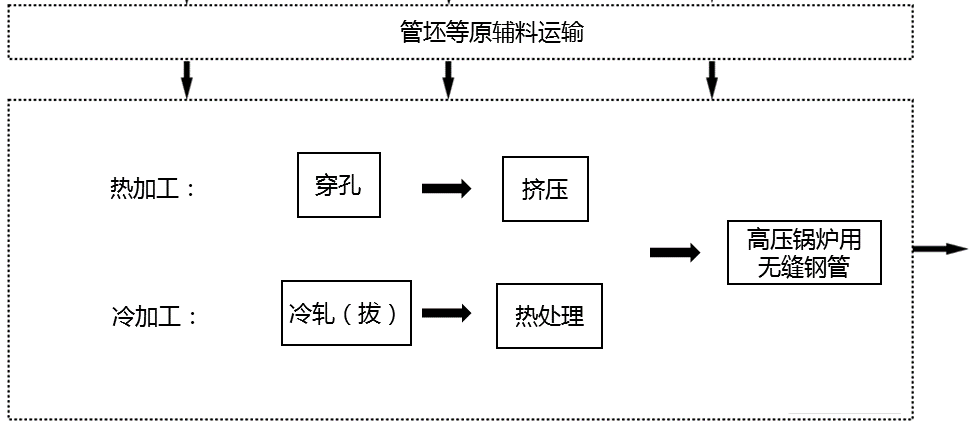 管坯等原辅料运输
热加工：
穿孔
挤压
高压锅炉用
无缝钢管
冷加工：
冷轧（拔）
热处理